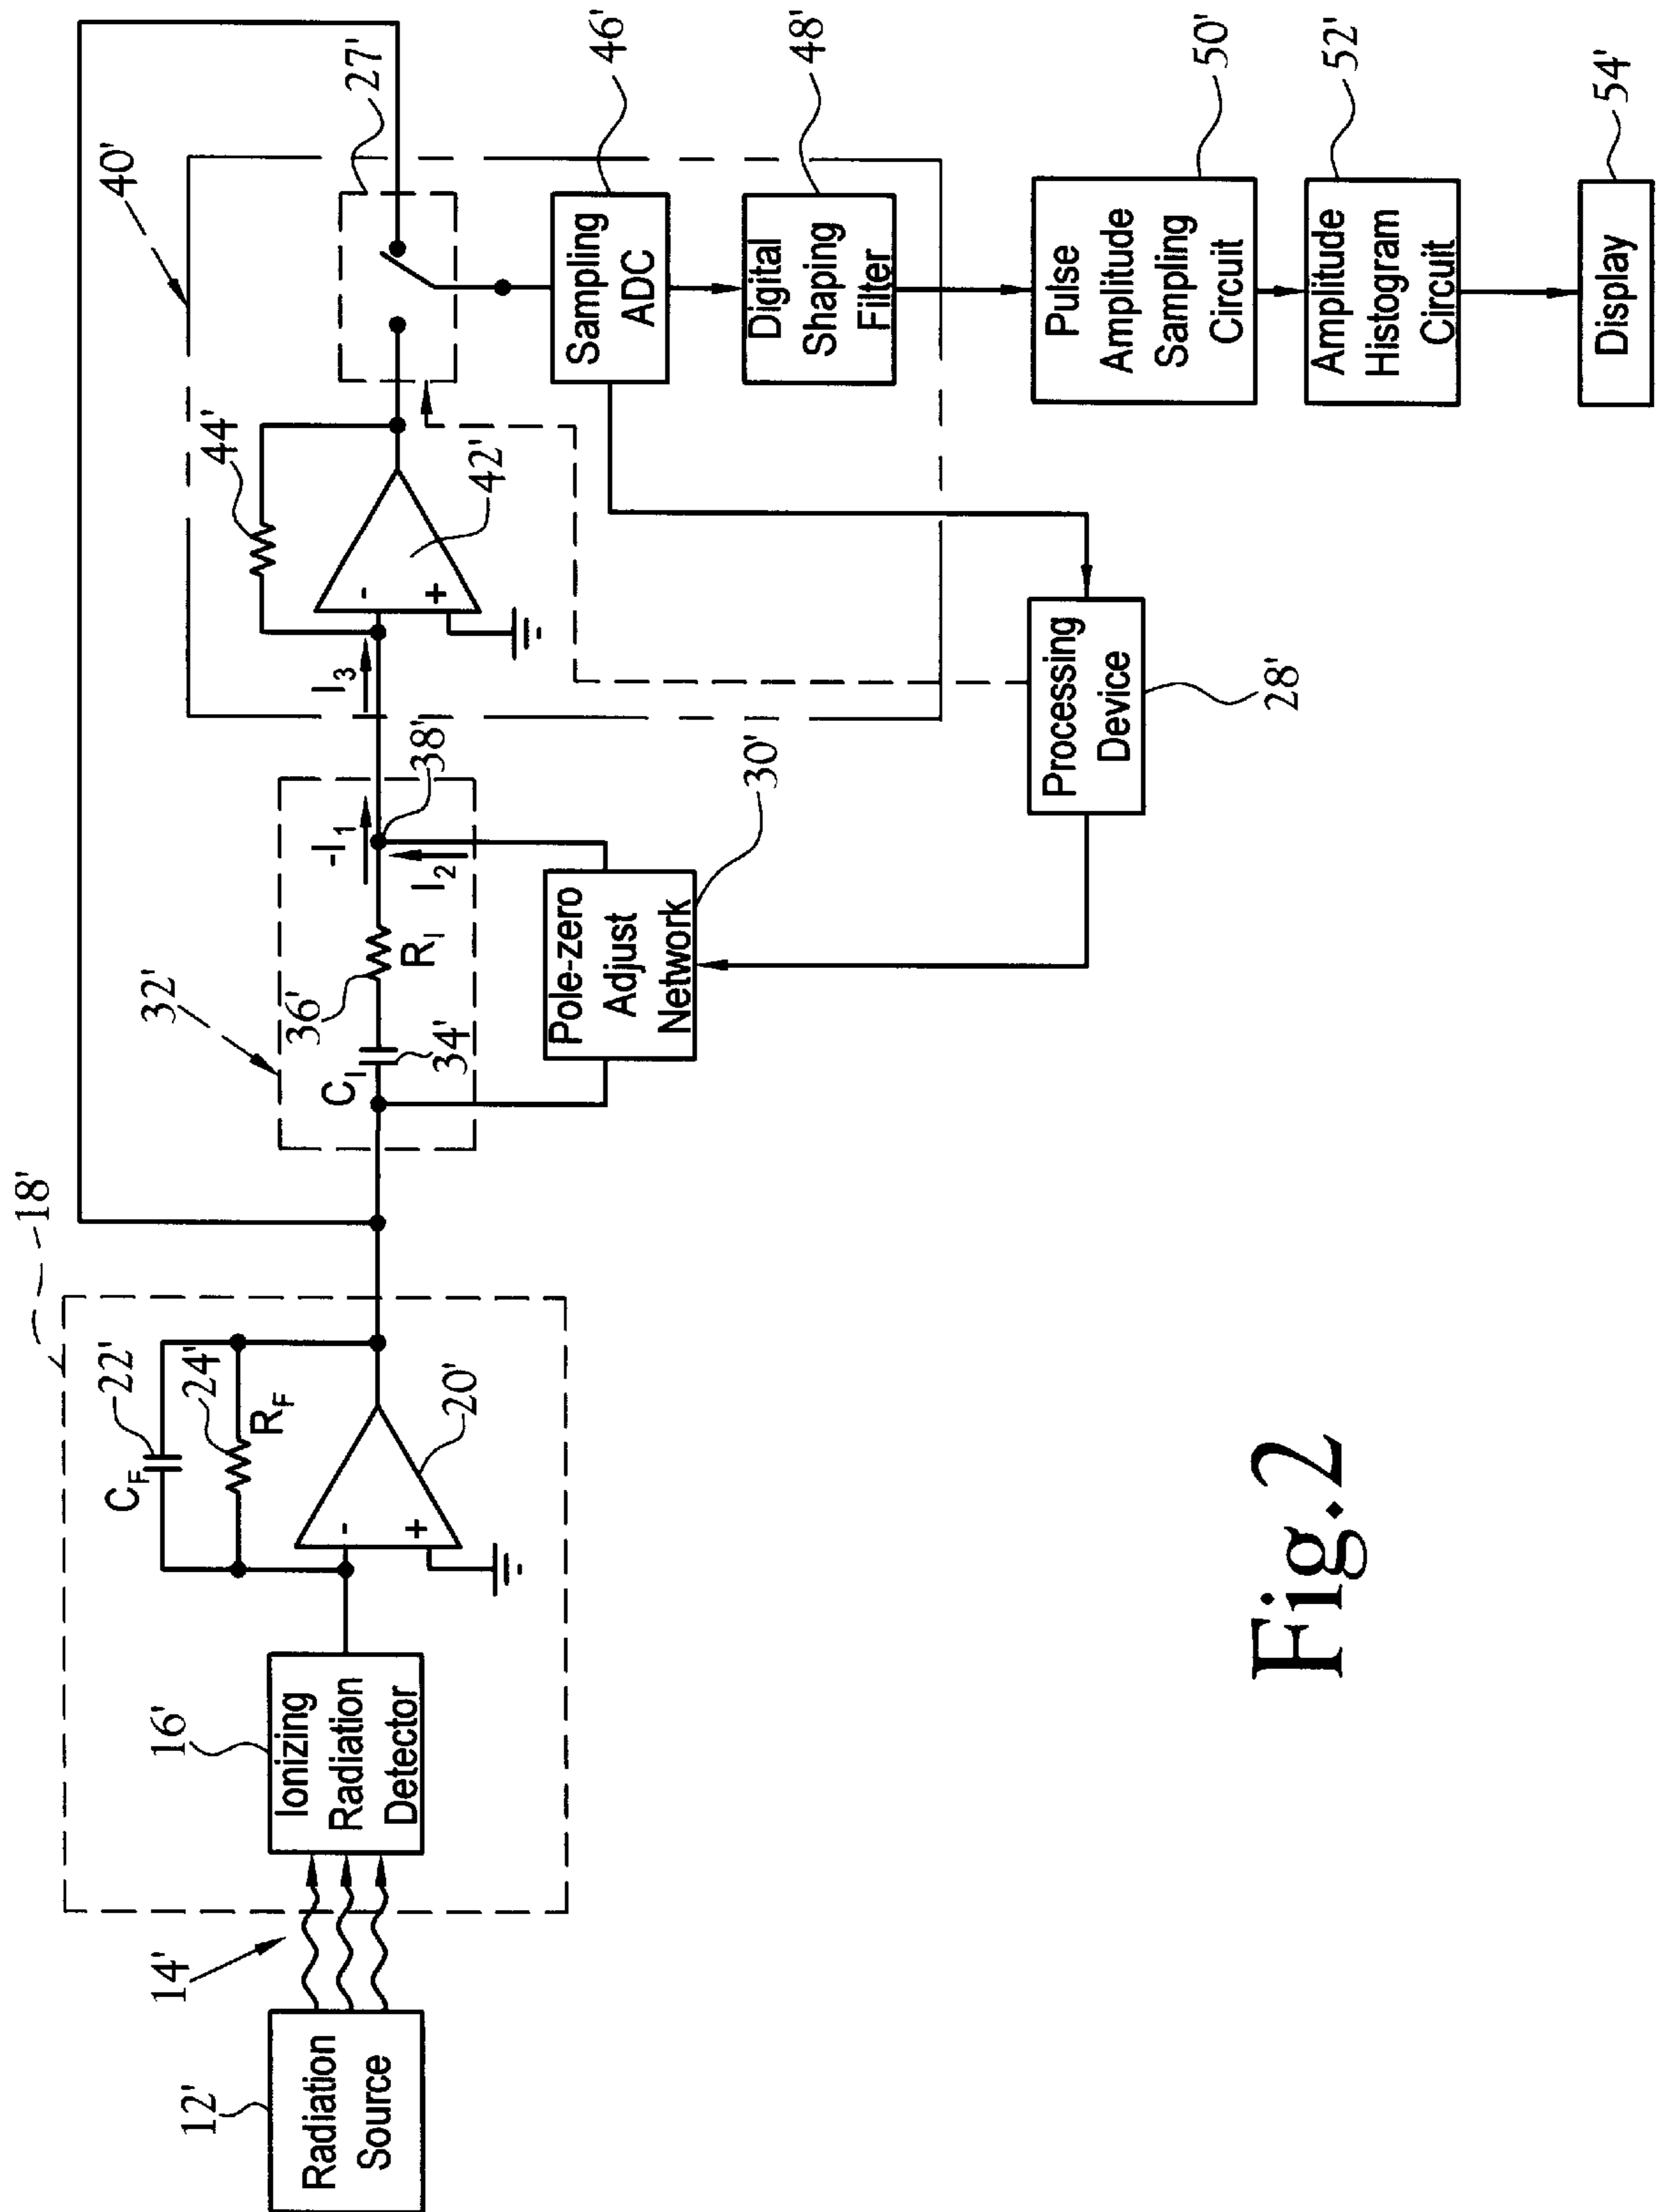 12'
Radiation
Source
14'
16'
Ionizing
Radiation
Detector
18'
C_F
22'
24'
R_F
-
+
20'
32'
C_I
34'
36'
R_I
-I_1
I_2
38'
Pole-zero
Adjust
Network
30'
40'
I_3
44'
-
+
42'
27'
Sampling
ADC
46'
Digital
Shaping
Filter
48'
Processing
Device
28'
Pulse
Amplitude
Sampling
Circuit
50'
Amplitude
Histogram
Circuit
52'
Display
54'
Fig.2